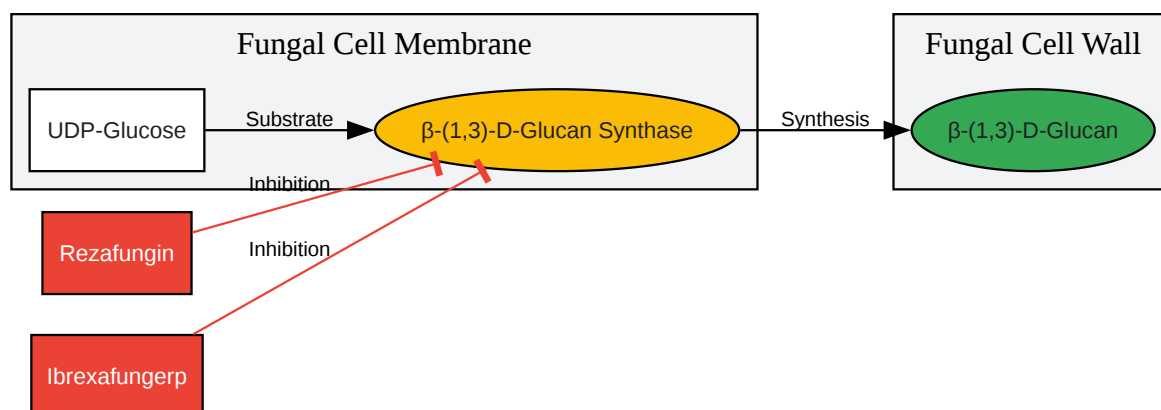 Fungal Cell Membrane
Fungal Cell Wall
UDP-Glucose
Substrate
β-(1,3)-D-Glucan Synthase
Synthesis
β-(1,3)-D-Glucan
Inhibition
Rezafungin
Inhibition
Ibrexafungerp